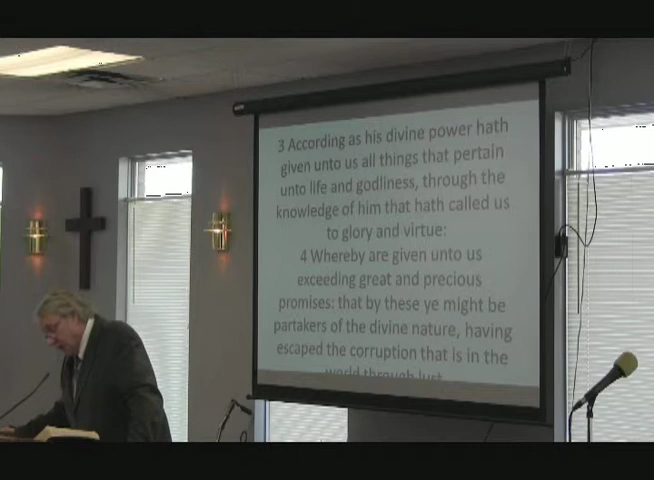 3 According as his divine power hath
given unto us all things that pertain
unto life and godliness, through the
knowledge of him that hath called us
to glory and virtue:
4 Whereby are given unto us
exceeding great and precious
promises: that by these ye might be
partakers of the divine nature, having
escaped the corruption that is in the
world through lust